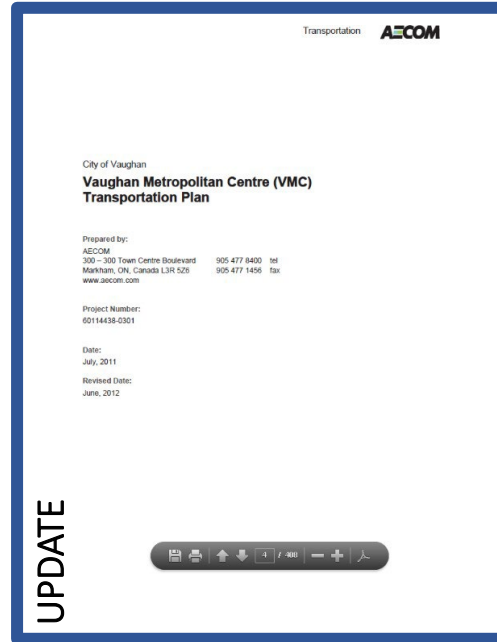 Transportation AECOM
City of Vaughan
Vaughan Metropolitan Centre (VMC)
Transportation Plan
Prepared by:
AECOM
300 – 300 Town Centre Boulevard 905 477 8400 tel
Markham, ON, Canada L3R 5Z6 905 477 1456 fax
www.aecom.com
Project Number:
60114438-0301
Date:
July, 2011
Revised Date:
June, 2012
UPDATE
4 / 400